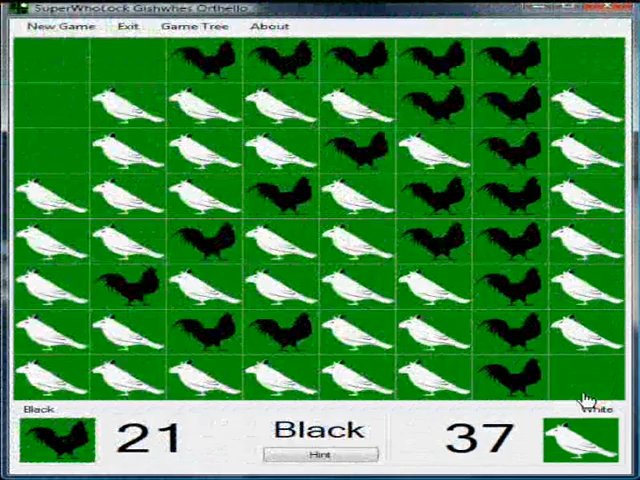 SuperWhoLock Gishwhes Orthello
New Game Exit Game Tree About
Black White
21 Black 37
Hint